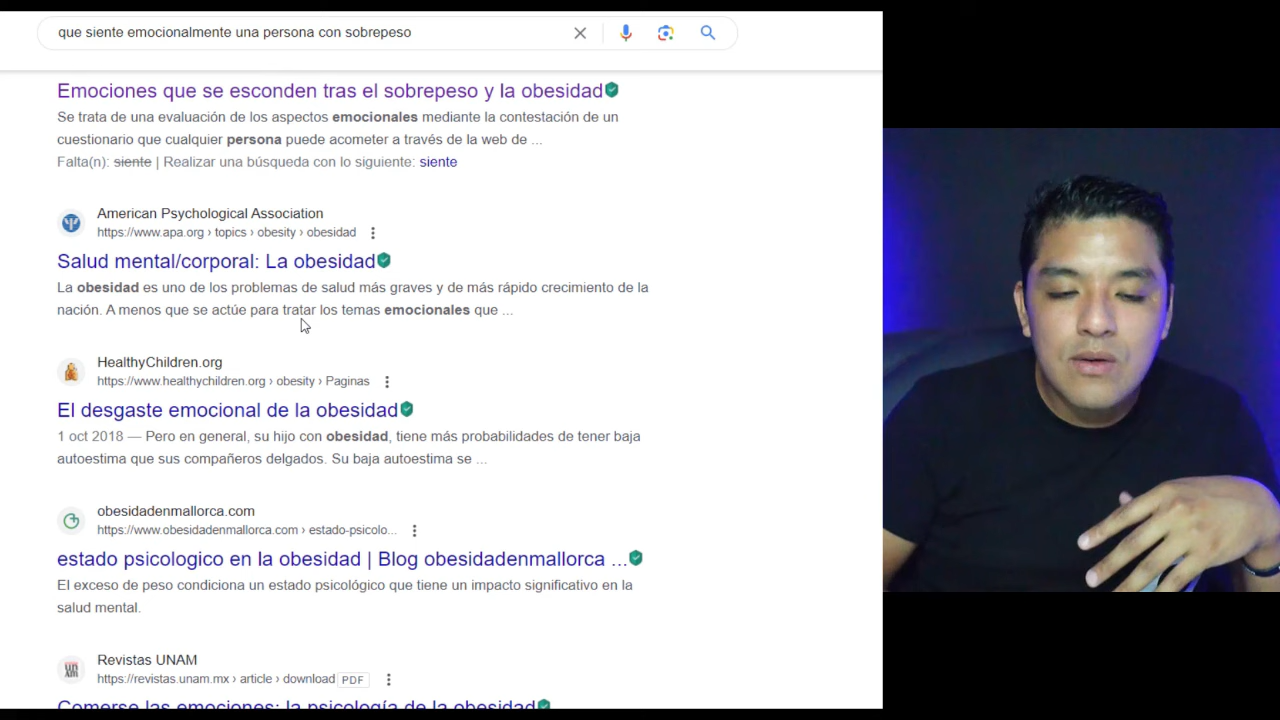 que siente emocionalmente una persona con sobrepeso
Emociones que se esconden tras el sobrepeso y la obesidad
Se trata de una evaluación de los aspectos emocionales mediante la contestación de un
cuestionario que cualquier persona puede acometer a través de la web de ...
Falta(n): siente | Realizar una búsqueda con lo siguiente: siente
American Psychological Association
https://www.apa.org › topics › obesity › obesidad
Salud mental/corporal: La obesidad
La obesidad es uno de los problemas de salud más graves y de más rápido crecimiento de la
nación. A menos que se actúe para tratar los temas emocionales que ...
HealthyChildren.org
https://www.healthychildren.org › obesity › Paginas
El desgaste emocional de la obesidad
1 oct 2018 — Pero en general, su hijo con obesidad, tiene más probabilidades de tener baja
autoestima que sus compañeros delgados. Su baja autoestima se ...
obesidadenmallorca.com
https://www.obesidadenmallorca.com › estado-psicolo...
estado psicologico en la obesidad | Blog obesidadenmallorca ...
El exceso de peso condiciona un estado psicológico que tiene un impacto significativo en la
salud mental.
Revistas UNAM
https://revistas.unam.mx › article › download PDF
Comerse las emociones: la psicología de la obesidad